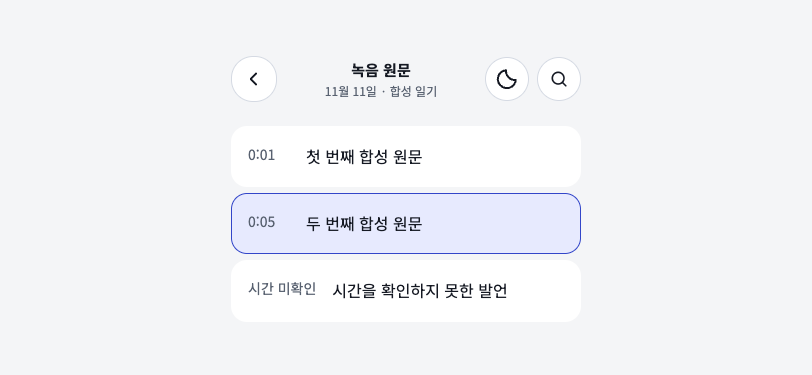 녹음 원문
11월 11일 · 합성 일기
0:01 첫 번째 합성 원문
0:05 두 번째 합성 원문
시간 미확인 시간을 확인하지 못한 발언